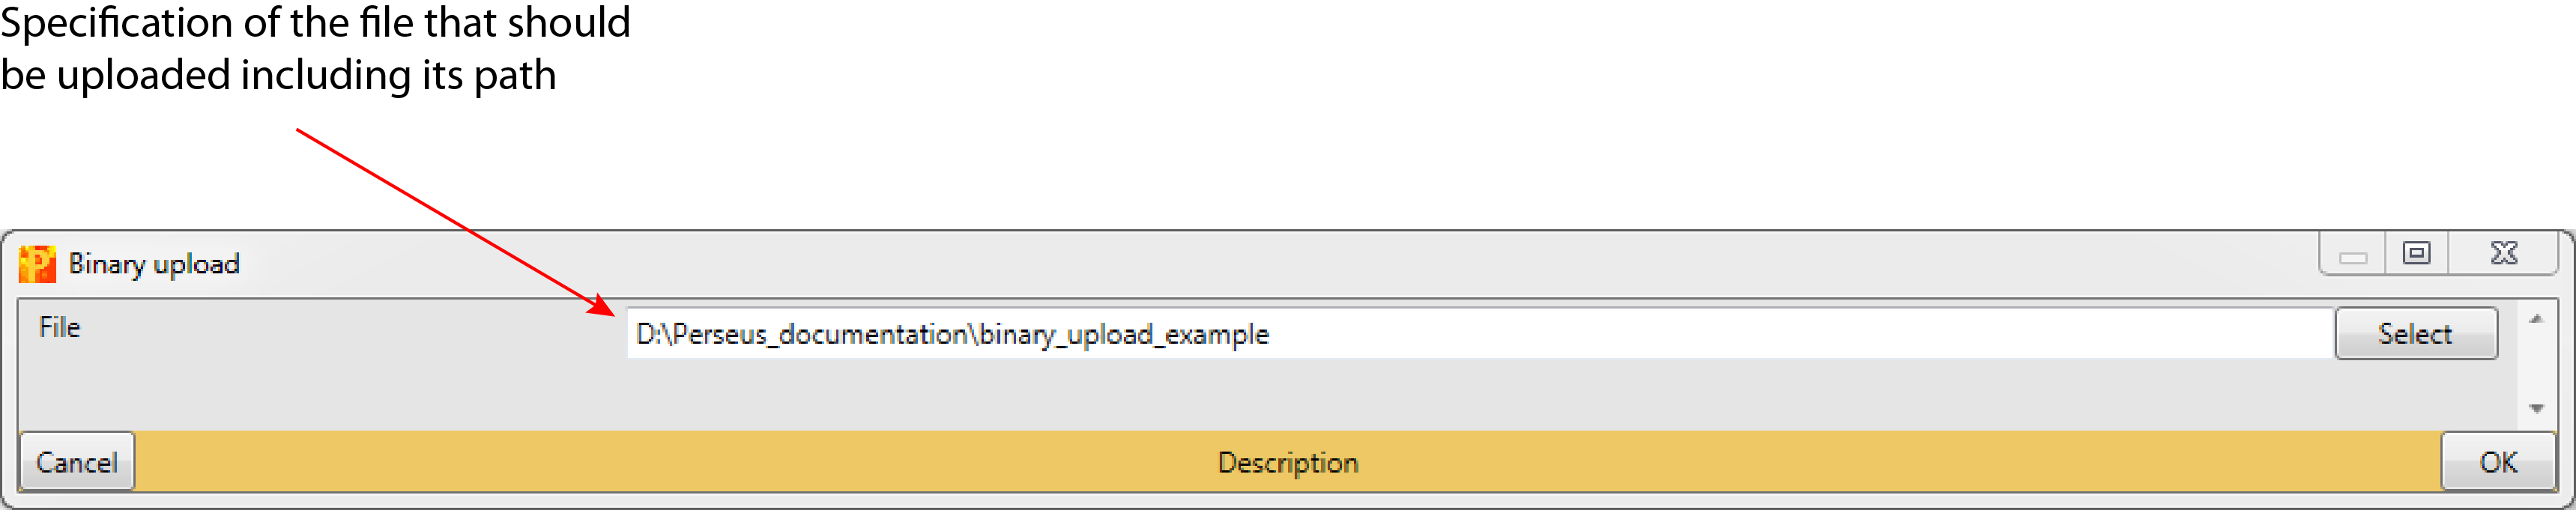 Specification of the file that should
be uploaded including its path
Binary upload
File
D:\Perseus_documentation\binary_upload_example
Select
Cancel
Description
OK